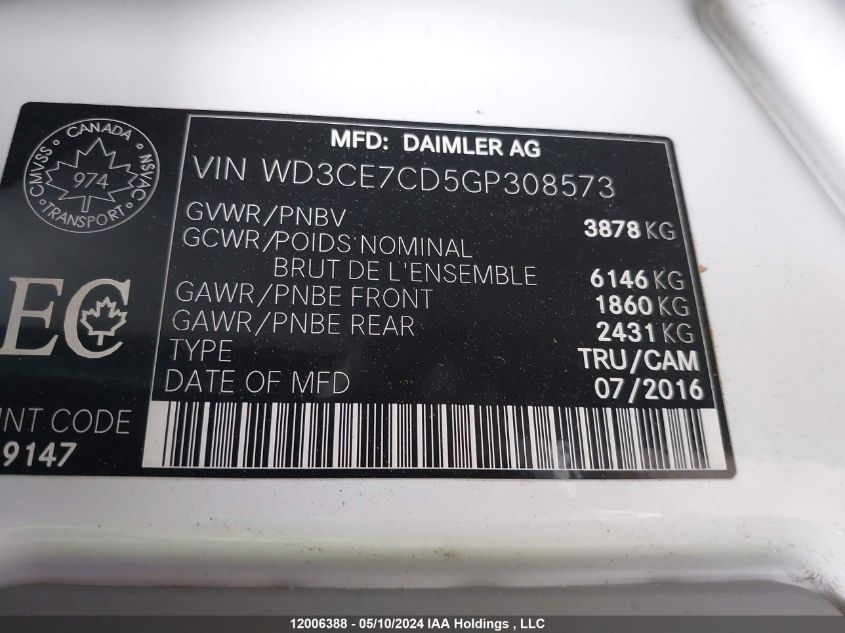 MFD: DAIMLER AG
CANADA
CMVSS
NSVAC
974
TRANSPORT
VIN WD3CE7CD5GP308573
GVWR/PNBV 3878 KG
GCWR/POIDS NOMINAL
BRUT DE L'ENSEMBLE 6146 KG
GAWR/PNBE FRONT 1860 KG
GAWR/PNBE REAR 2431 KG
TYPE TRU/CAM
DATE OF MFD 07/2016
EC
INT CODE
9147
12006388 - 05/10/2024 IAA Holdings , LLC